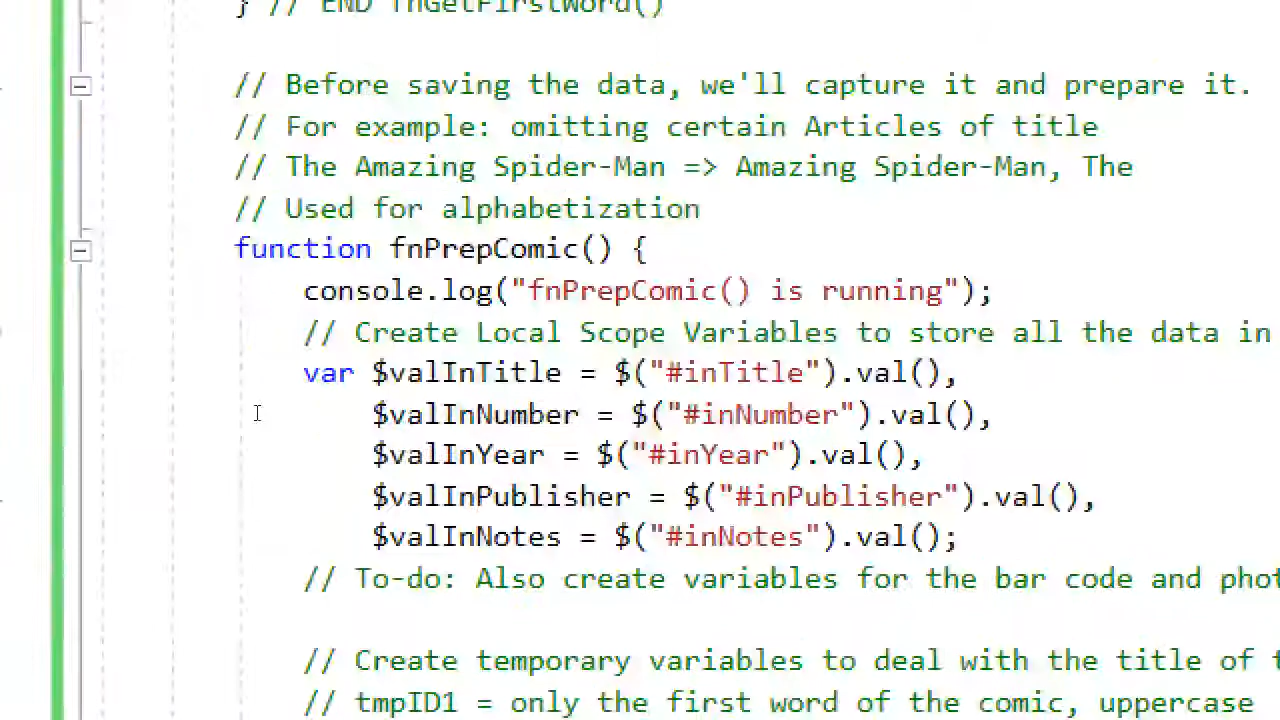 } // END fnGetFirstWord()
// Before saving the data, we'll capture it and prepare it.
// For example: omitting certain Articles of title
// The Amazing Spider-Man => Amazing Spider-Man, The
// Used for alphabetization
function fnPrepComic() {
console.log("fnPrepComic() is running");
// Create Local Scope Variables to store all the data in
var $valInTitle = $("#inTitle").val(),
$valInNumber = $("#inNumber").val(),
$valInYear = $("#inYear").val(),
$valInPublisher = $("#inPublisher").val(),
$valInNotes = $("#inNotes").val();
// To-do: Also create variables for the bar code and
// Create temporary variables to deal with the title of
// tmpID1 = only the first word of the comic, uppercase